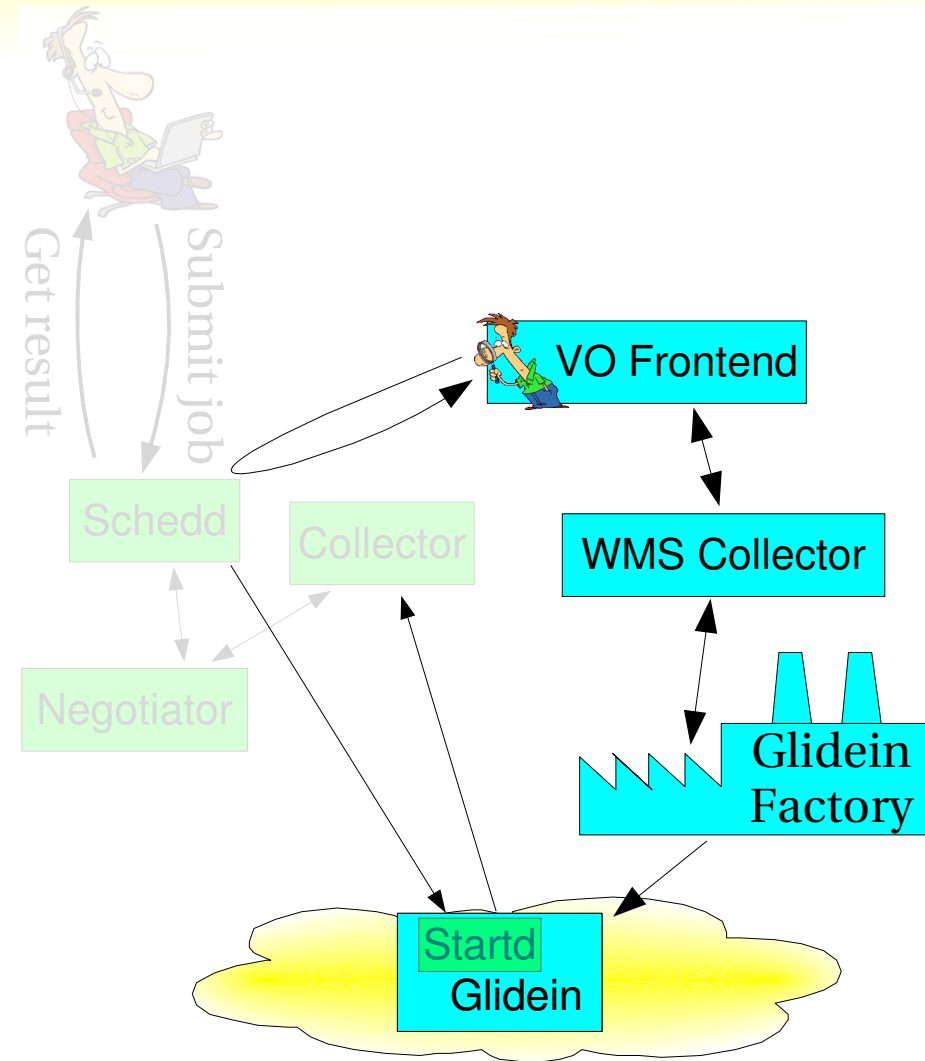 Get result
Submit job
VO Frontend
Schedd
Collector
WMS Collector
Negotiator
Glidein
Factory
Startd
Glidein